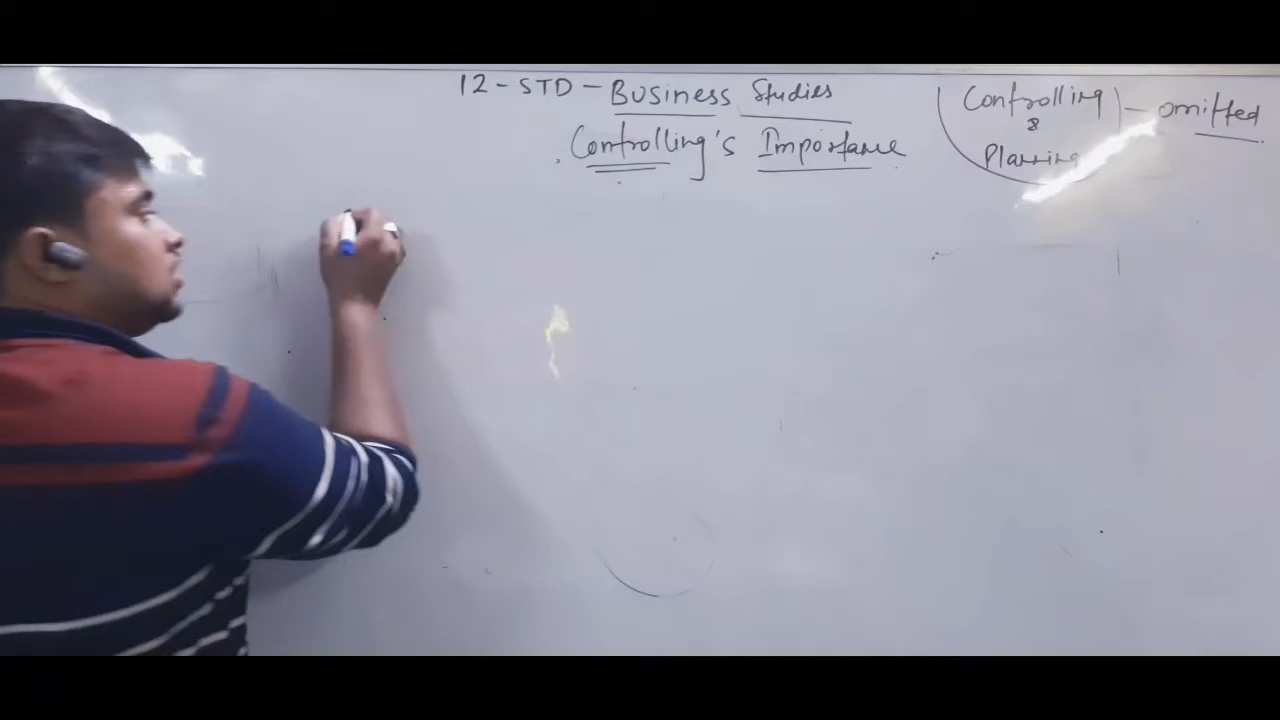 12 - STD - Business Studies
Controlling's Importance
Controlling
&
Planning
- omitted